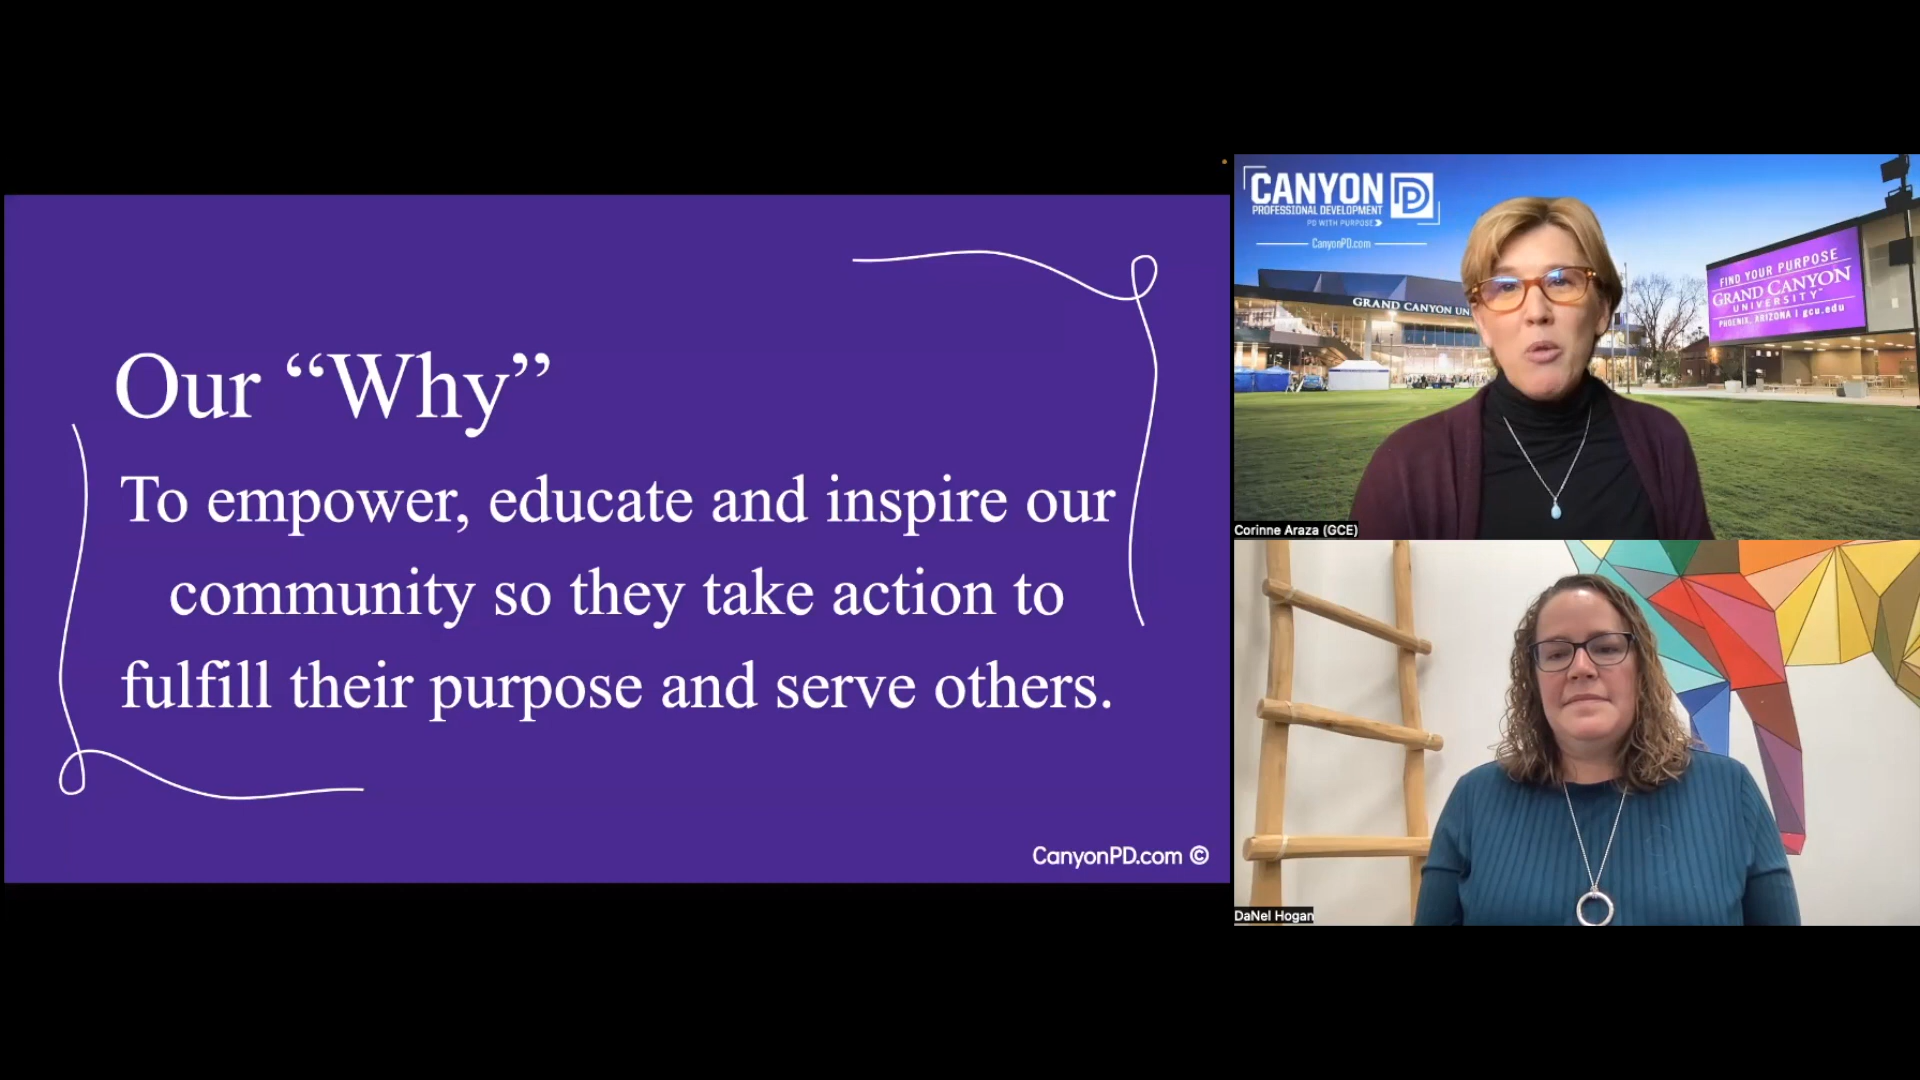 Our “Why”
To empower, educate and inspire our
community so they take action to
fulfill their purpose and serve others.
CanyonPD.com ©
CANYON PD
PROFESSIONAL DEVELOPMENT
PD WITH PURPOSE
CanyonPD.com
GRAND CANYON UN
FIND YOUR PURPOSE
GRAND CANYON
UNIVERSITY™
PHOENIX, ARIZONA | gcu.edu
Corinne Araza (GCE)
DaNel Hogan